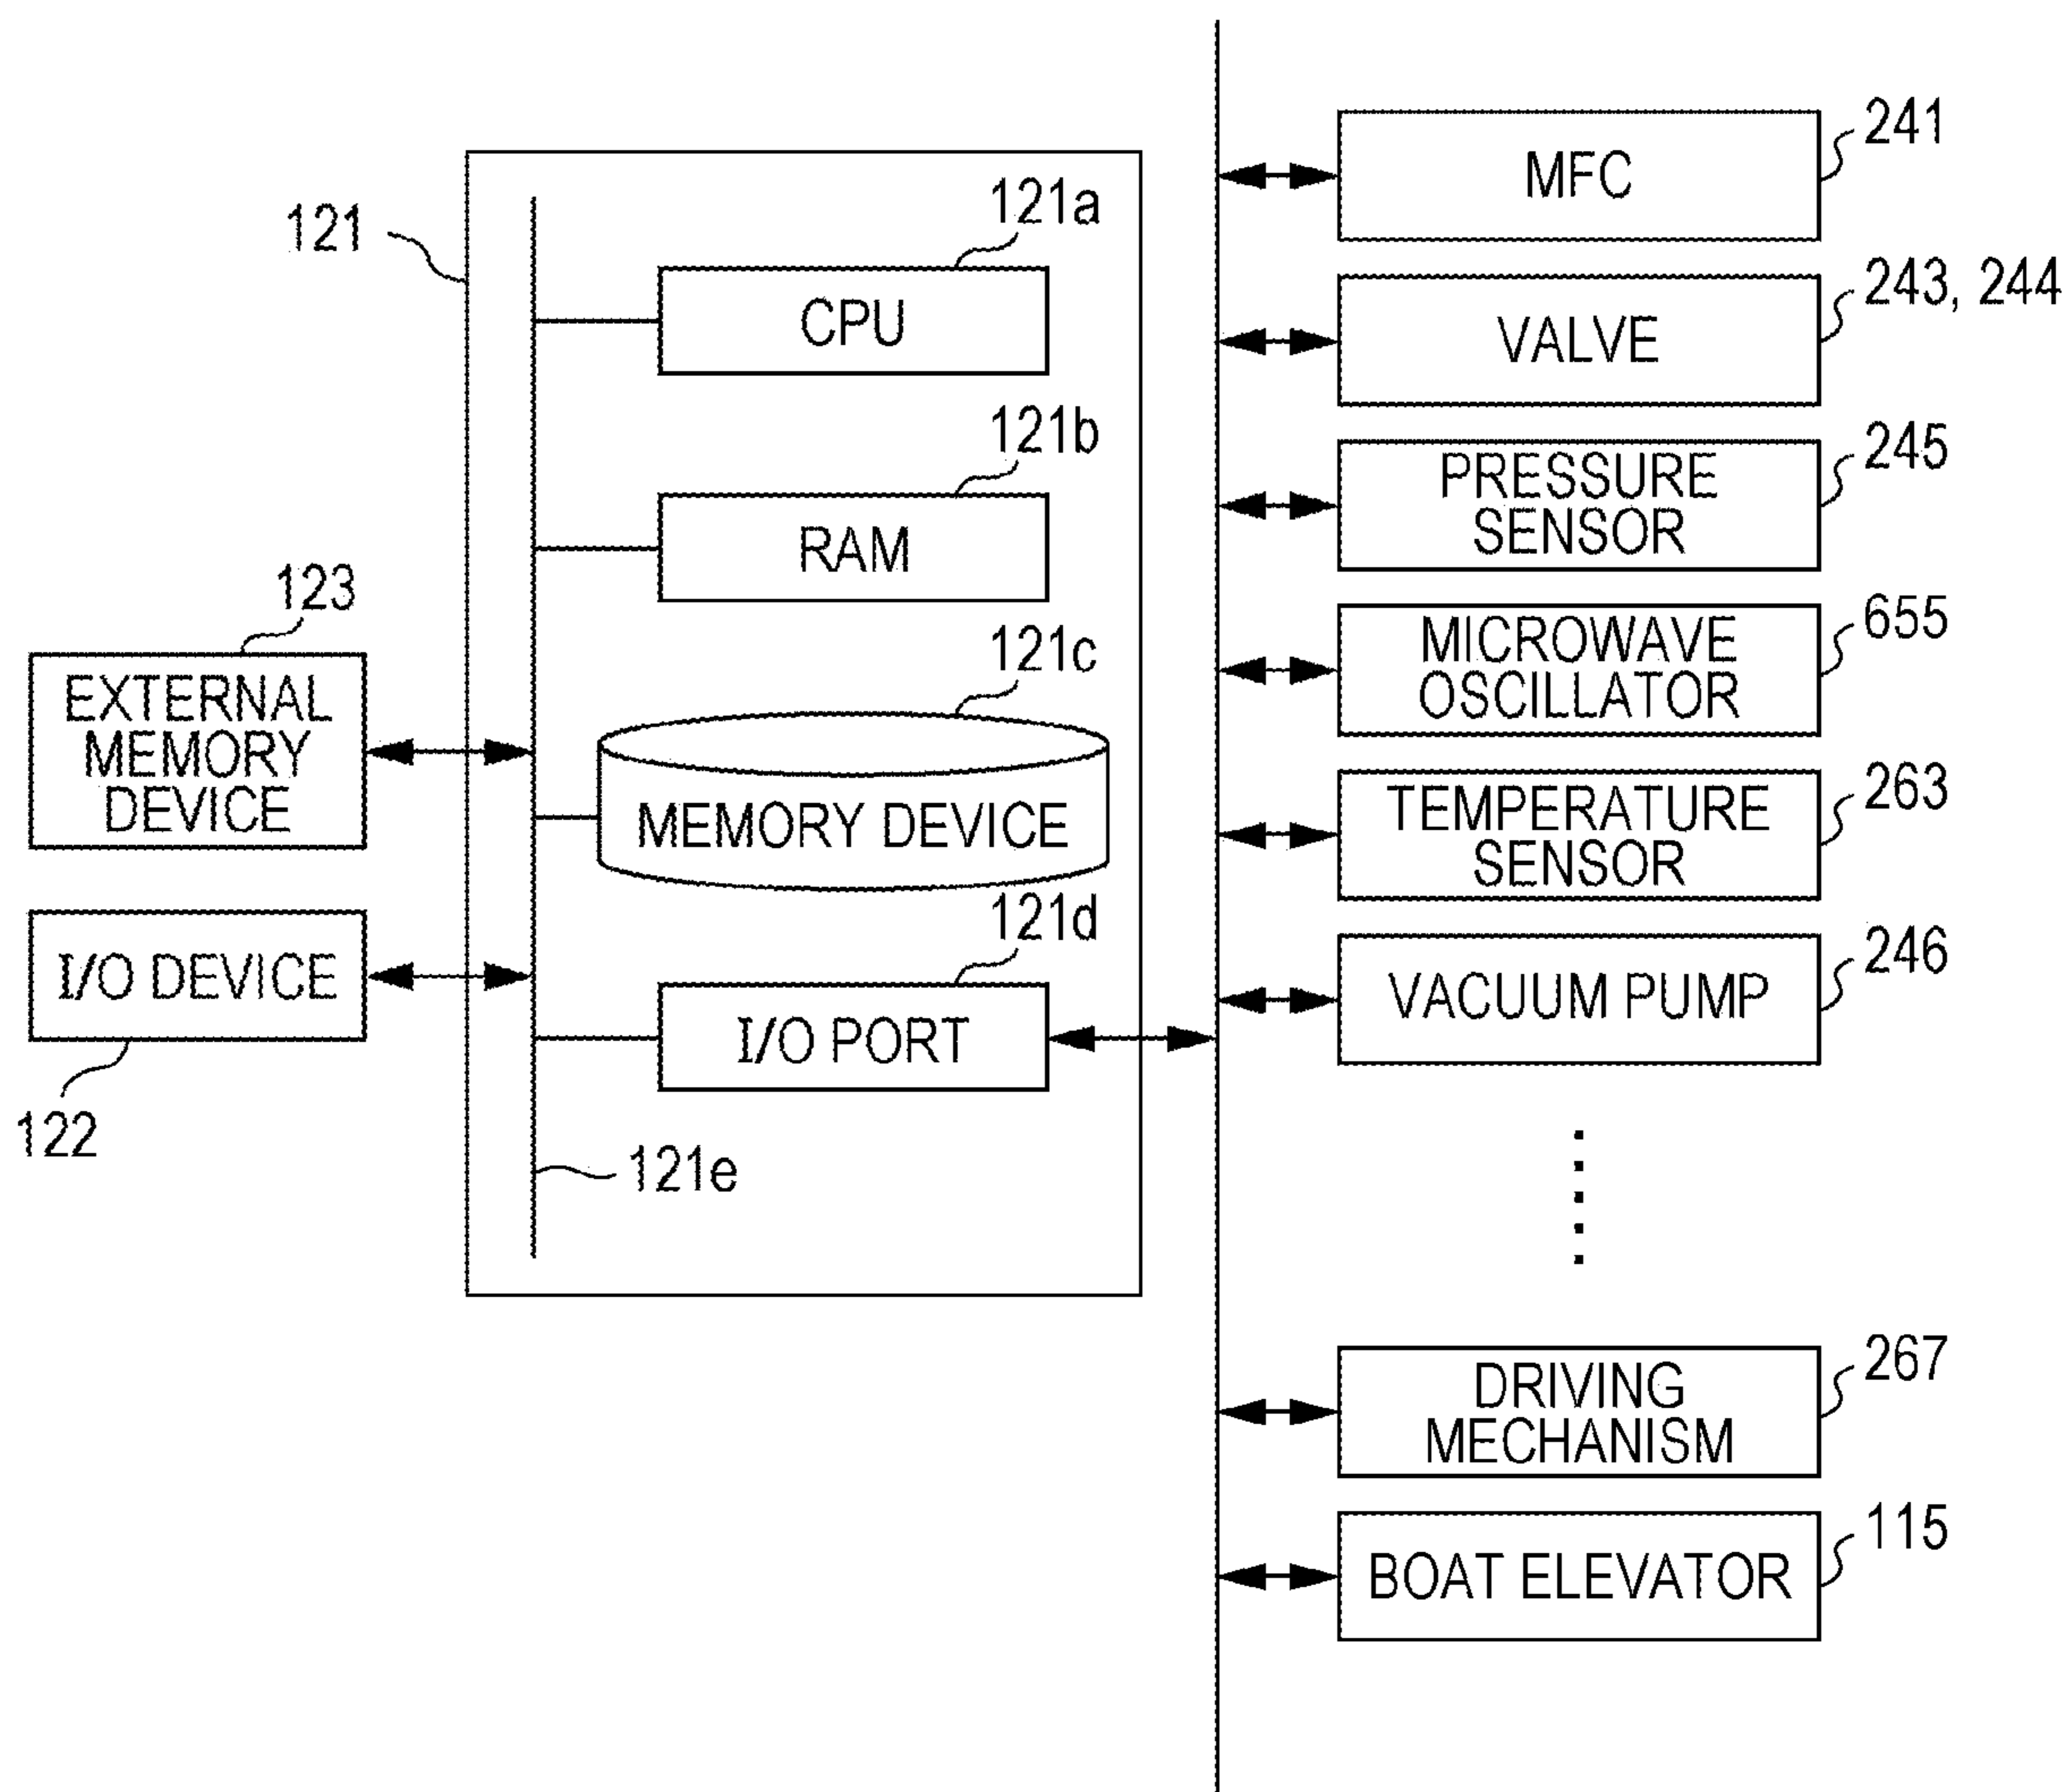 121
121a
CPU
121b
RAM
121c
MEMORY DEVICE
121d
I/O PORT
121e
123
EXTERNAL
MEMORY
DEVICE
I/O DEVICE
122
241
MFC
243, 244
VALVE
245
PRESSURE
SENSOR
655
MICROWAVE
OSCILLATOR
263
TEMPERATURE
SENSOR
246
VACUUM PUMP
267
DRIVING
MECHANISM
115
BOAT ELEVATOR